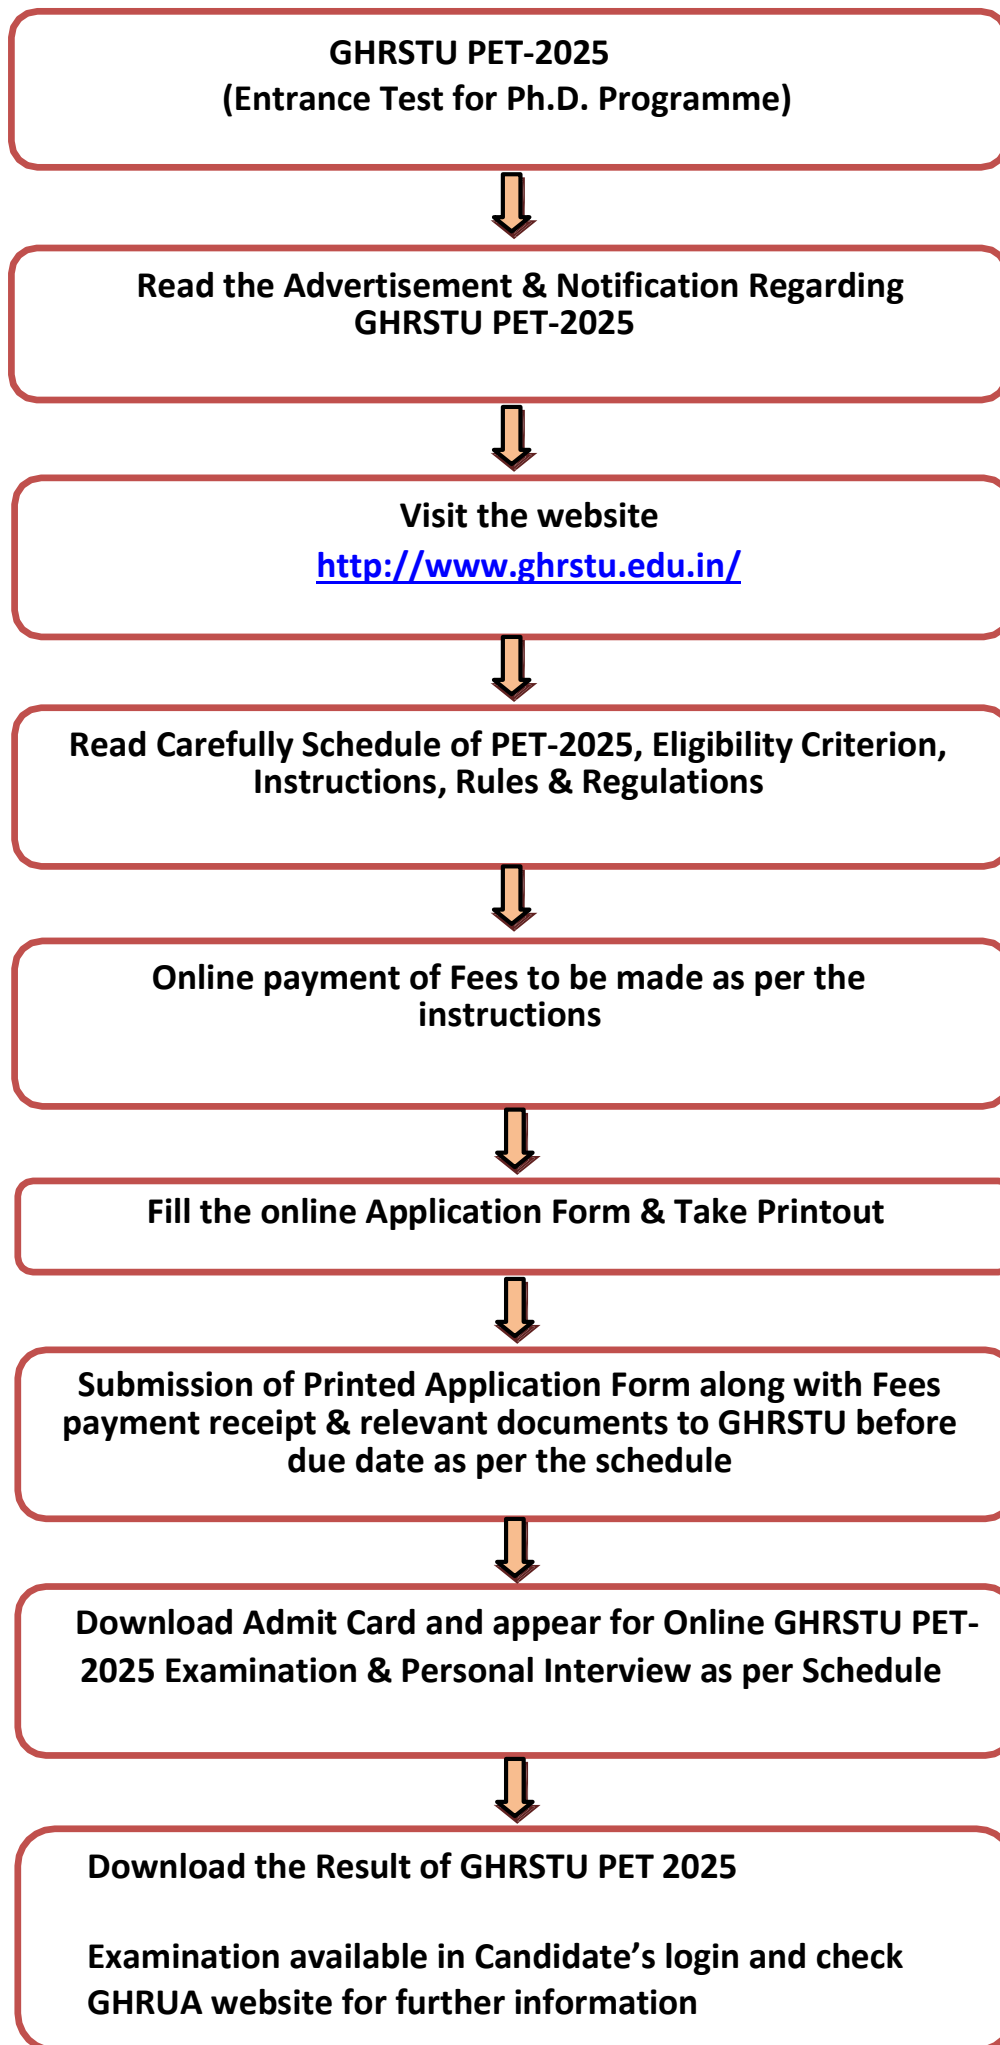 GHRSTU PET-2025
(Entrance Test for Ph.D. Programme)
Read the Advertisement & Notification Regarding
GHRSTU PET-2025
Visit the website
http://www.ghrstu.edu.in/
Read Carefully Schedule of PET-2025, Eligibility Criterion,
Instructions, Rules & Regulations
Online payment of Fees to be made as per the
instructions
Fill the online Application Form & Take Printout
Submission of Printed Application Form along with Fees
payment receipt & relevant documents to GHRSTU before
due date as per the schedule
Download Admit Card and appear for Online GHRSTU PET-
2025 Examination & Personal Interview as per Schedule
Download the Result of GHRSTU PET 2025
Examination available in Candidate’s login and check
GHRUA website for further information